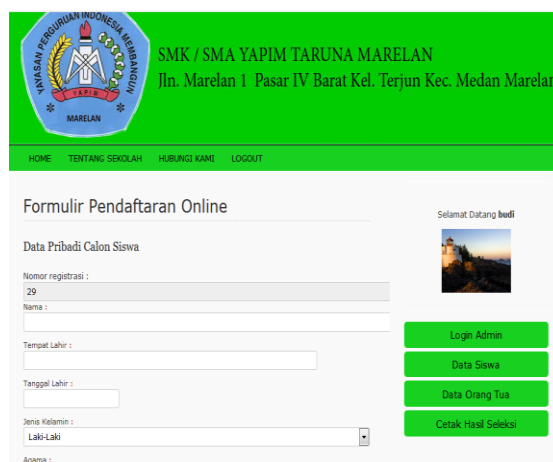 YAYASAN PERGURUAN INDONESIA MEMBANGUN
YAPIM
MARELAN
SMK / SMA YAPIM TARUNA MARELAN
Jln. Marelan 1 Pasar IV Barat Kel. Terjun Kec. Medan Marelan
HOME TENTANG SEKOLAH HUBUNGI KAMI LOGOUT
Formulir Pendaftaran Online
Data Pribadi Calon Siswa
Nomor registrasi :
29
Nama :
Tempat Lahir :
Tanggal Lahir :
Jenis Kelamin :
Laki-Laki
Agama :
Selamat Datang budi
Login Admin
Data Siswa
Data Orang Tua
Cetak Hasil Seleksi